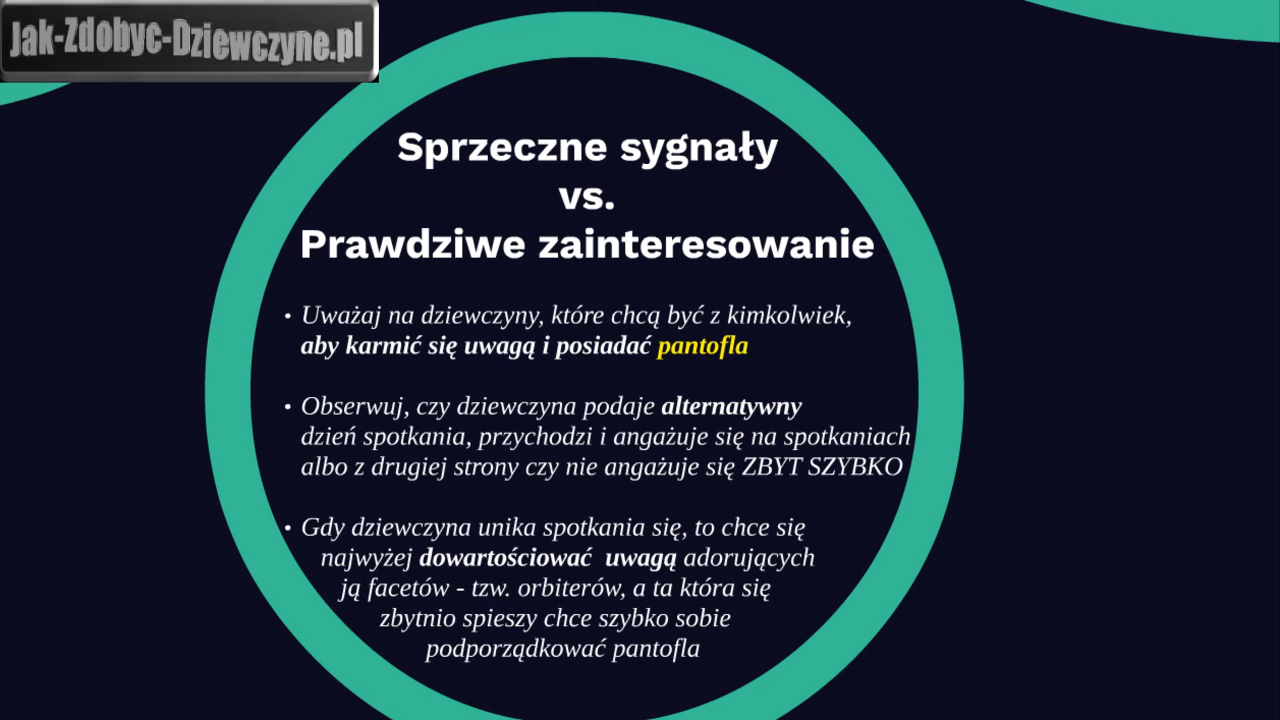 Jak-Zdobyc-Dziewczyne.pl
Sprzeczne sygnały
vs.
Prawdziwe zainteresowanie
• Uważaj na dziewczyny, które chcą być z kimkolwiek,
aby karmić się uwagą i posiadać pantofla
• Obserwuj, czy dziewczyna podaje alternatywny
dzień spotkania, przychodzi i angażuje się na spotkaniach
albo z drugiej strony czy nie angażuje się ZBYT SZYBKO
• Gdy dziewczyna unika spotkania się, to chce się
najwyżej dowartościować uwagą adorujących
ją facetów - tzw. orbiterów, a ta która się
zbytnio spieszy chce szybko sobie
podporządkować pantofla